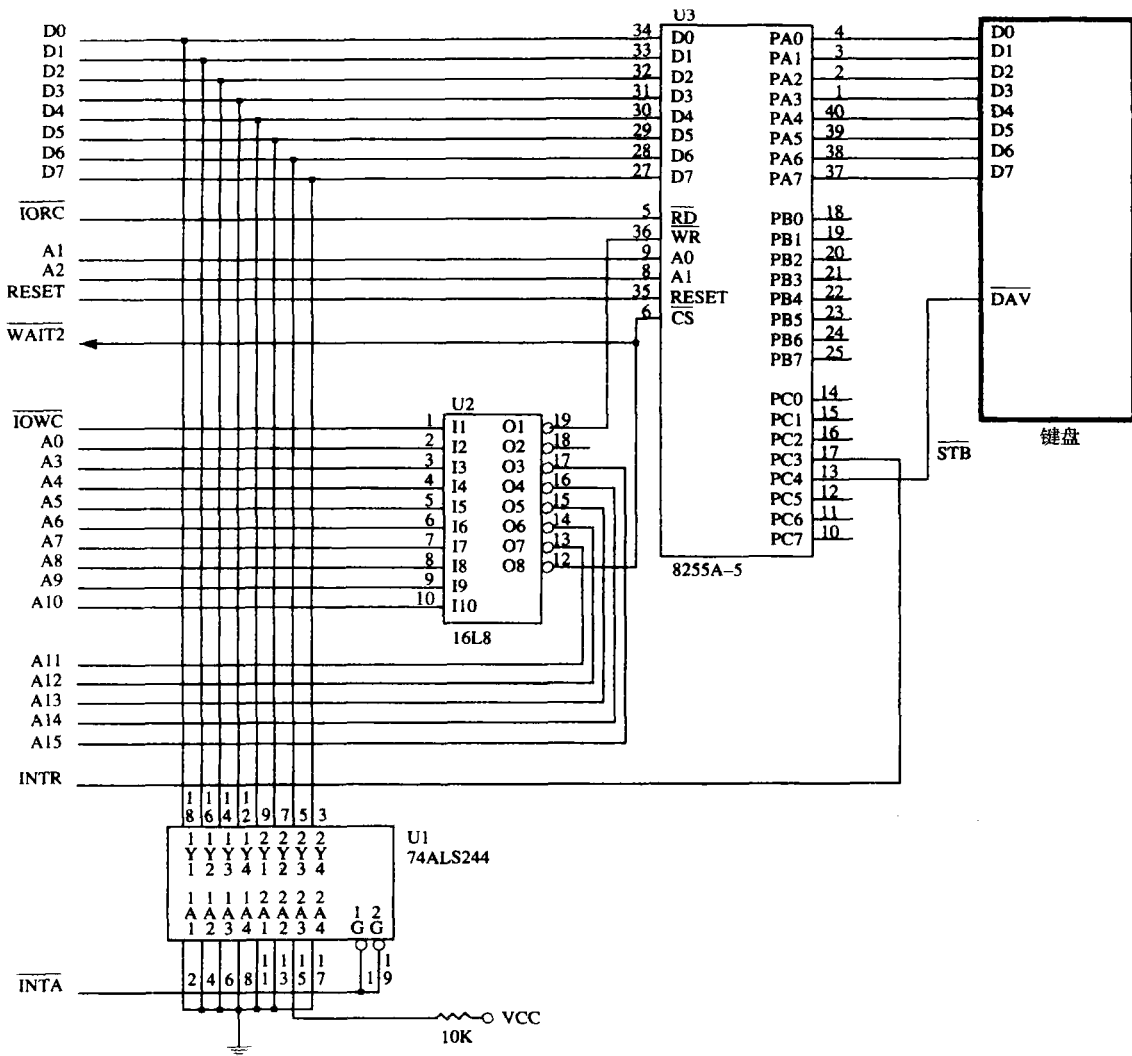 U3
D0
D1
D2
D3
D4
D5
D6
D7
IORC
A1
A2
RESET
WAIT2
34 D0
33 D1
32 D2
31 D3
30 D4
29 D5
28 D6
27 D7
5 RD
36 WR
9 A0
8 A1
35 RESET
6 CS
PA0 4
PA1 3
PA2 2
PA3 1
PA4 40
PA5 39
PA6 38
PA7 37
PB0 18
PB1 19
PB2 20
PB3 21
PB4 22
PB5 23
PB6 24
PB7 25
PC0 14
PC1 15
PC2 16
PC3 17
PC4 13
PC5 12
PC6 11
PC7 10
8255A-5
D0
D1
D2
D3
D4
D5
D6
D7
DAV
键盘
STB
IOWC
A0
A3
A4
A5
A6
A7
A8
A9
A10
U2
1 I1
2 I2
3 I3
4 I4
5 I5
6 I6
7 I7
8 I8
9 I9
10 I10
O1 19
O2 18
O3 17
O4 16
O5 15
O6 14
O7 13
O8 12
16L8
A11
A12
A13
A14
A15
INTR
18 16 14 12 9 7 5 3
1Y1 1Y2 1Y3 1Y4 2Y1 2Y2 2Y3 2Y4
U1
74ALS244
1A1 1A2 1A3 1A4 2A1 2A2 2A3 2A4 1G 2G
2 4 6 8 11 13 15 17 1 19
INTA
VCC
10K